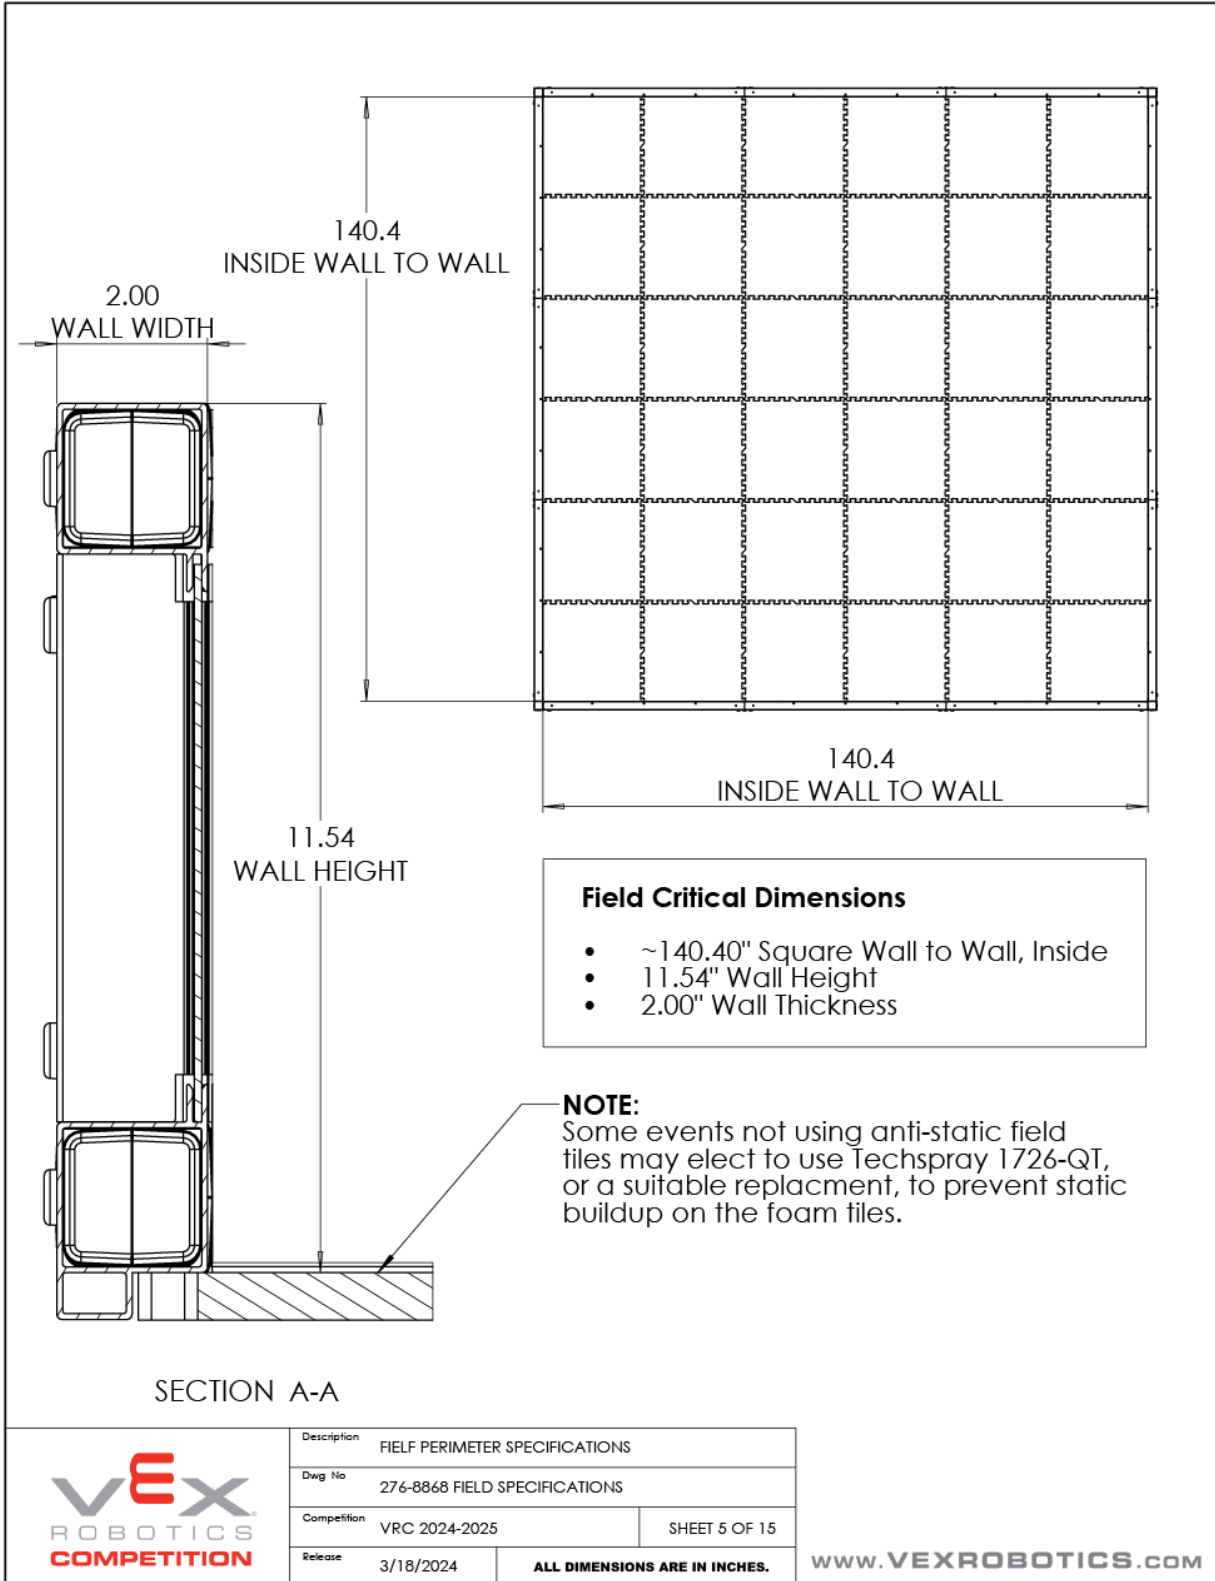 140.4
INSIDE WALL TO WALL
2.00
WALL WIDTH
140.4
INSIDE WALL TO WALL
11.54
WALL HEIGHT
Field Critical Dimensions
• ~140.40" Square Wall to Wall, Inside
• 11.54" Wall Height
• 2.00" Wall Thickness
NOTE:
Some events not using anti-static field
tiles may elect to use Techspray 1726-QT,
or a suitable replacment, to prevent static
buildup on the foam tiles.
SECTION A-A
VEX
ROBOTICS
COMPETITION
Description FIELF PERIMETER SPECIFICATIONS
Dwg No 276-8868 FIELD SPECIFICATIONS
Competition VRC 2024-2025 SHEET 5 OF 15
Release 3/18/2024 ALL DIMENSIONS ARE IN INCHES.
www.VEXROBOTICS.com